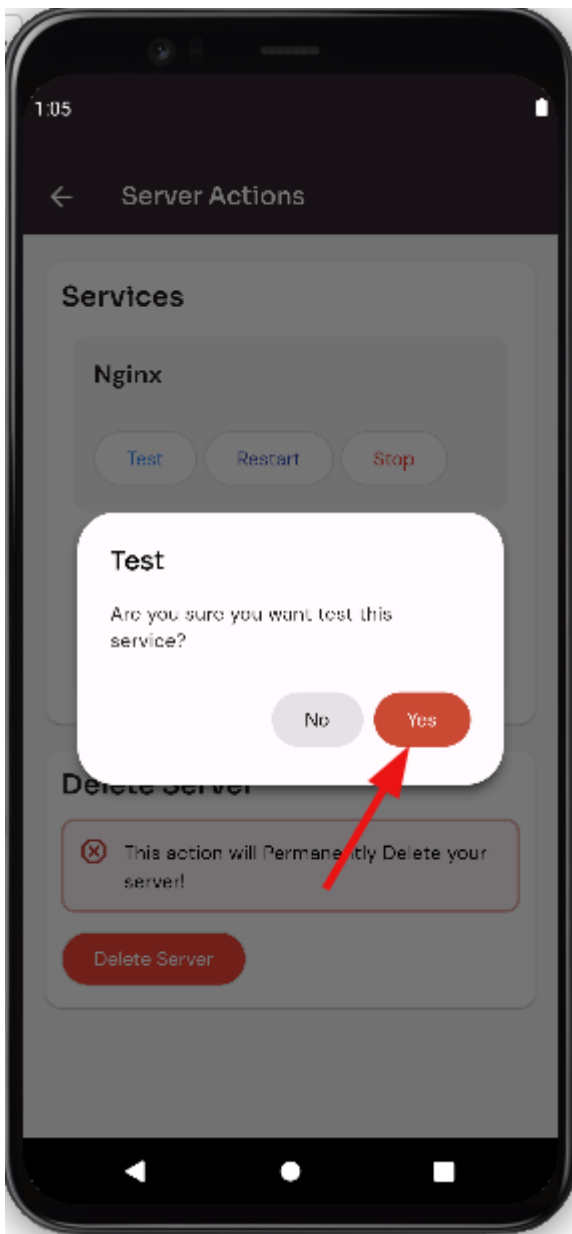 1:05
Server Actions
Services
Nginx
Test Restart Stop
Test
Are you sure you want test this
service?
No Yes
Delete Server
This action will Permanently Delete your
server!
Delete Server